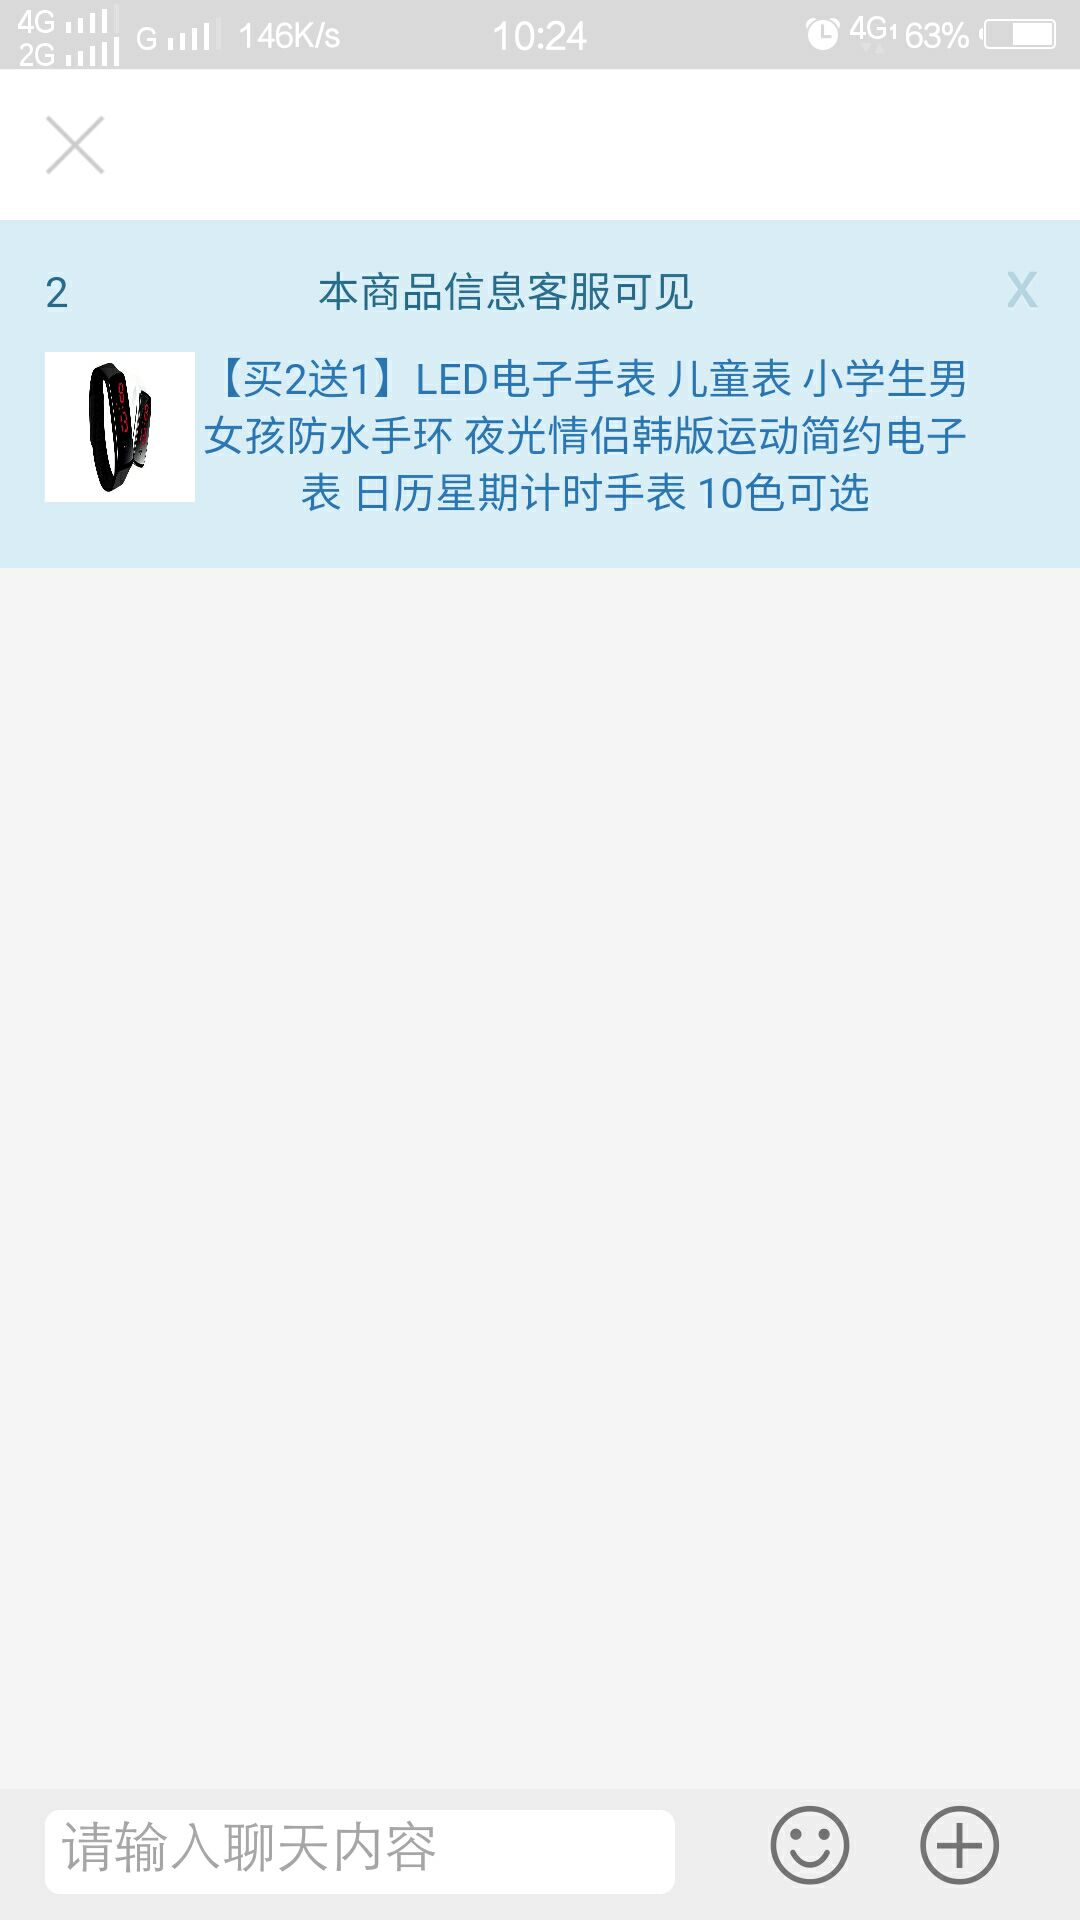 4G
2G
G
146K/s
10:24
4G1
63%
2
本商品信息客服可见
X
【买2送1】LED电子手表 儿童表 小学生男
女孩防水手环 夜光情侣韩版运动简约电子
表 日历星期计时手表 10色可选
请输入聊天内容